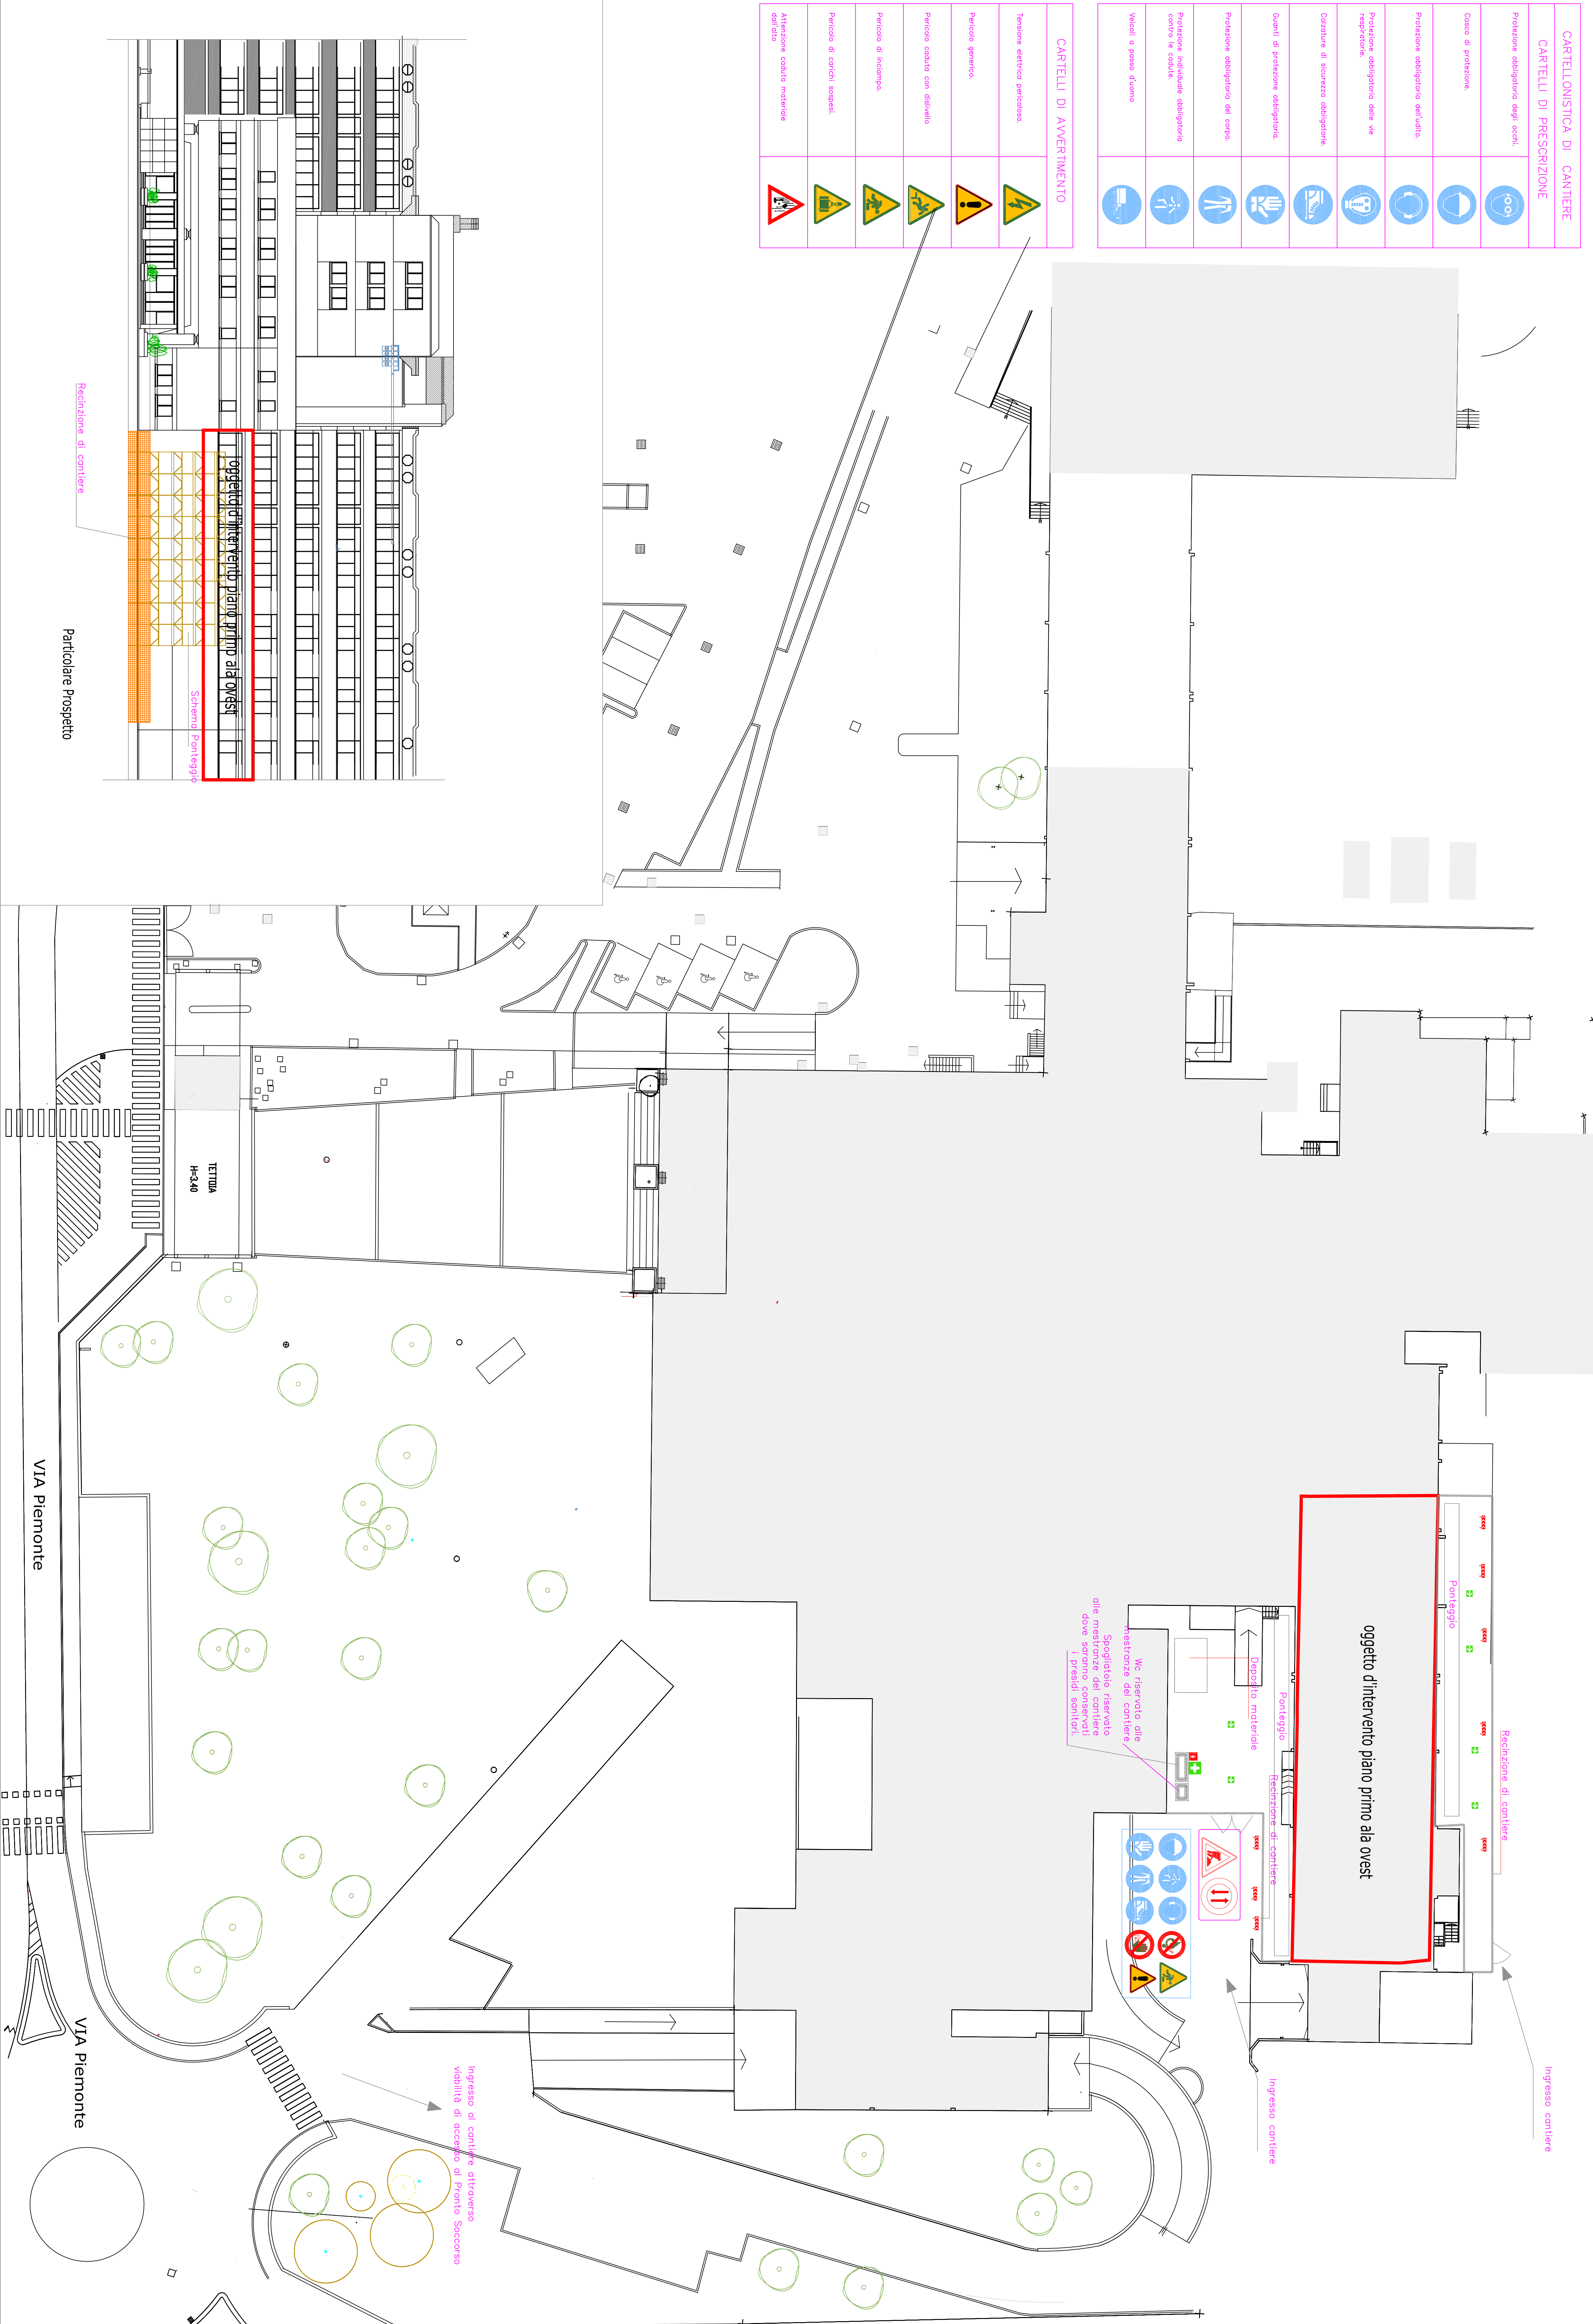 CARTELLONISTICA DI CANTIERE
CARTELLI DI PRESCRIZIONE
Protezione obbligatoria degli occhi.
Casco di protezione.
Protezione obbligatoria dell'udito.
Protezione obbligatoria delle vie
respiratorie.
Calzature di sicurezza obbligatorie.
Guanti di protezione obbligatoria.
Protezione obbligatoria del corpo.
Protezione individuale obbligatoria
contro le cadute.
Veicoli a passo d'uomo
CARTELLI DI AVVERTIMENTO
Tensione elettrica pericolosa.
Pericolo generico.
Pericolo caduta con dislivello
Pericolo di inciampo.
Pericolo di carichi sospesi.
Attenzione caduta materiale
dall'alto
oggetto d'intervento piano primo ala ovest
Schema Ponteggio
Recinzione di cantiere
Particolare Prospetto
TETTOIA
H=3.40
Recinzione di cantiere
Ponteggio
oggetto d'intervento piano primo ala ovest
Ponteggio
Recinzione di cantiere
Deposito materiale
Wc riservato alle
mestranze del cantiere
Spogliatoio riservato
alle mestranze del cantiere
dove saranno conservati
i presidi sanitari.
Ingresso cantiere
Ingresso cantiere
Ingresso al cantiere attraverso
viabilità di accesso al Pronto Soccorso
VIA Piemonte
VIA Piemonte